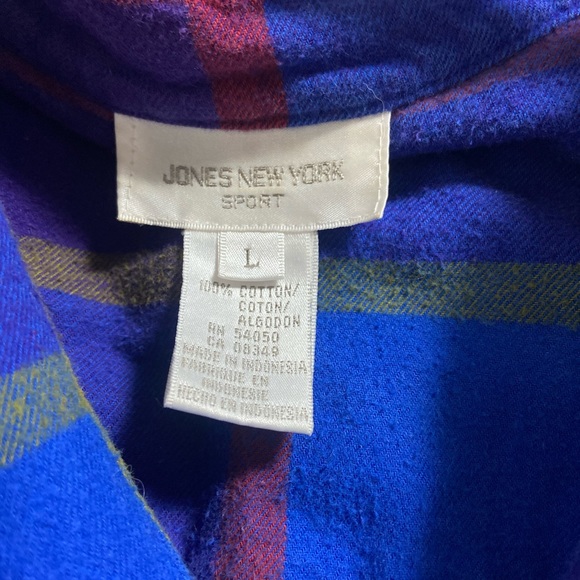 JONES NEW YORK
SPORT
L
100% COTTON/
COTON/
ALGODON
RN 54050
CA 08349
MADE IN INDONESIA/
FABRIQUE EN
INDONESIE
HECHO EN INDONESIA/